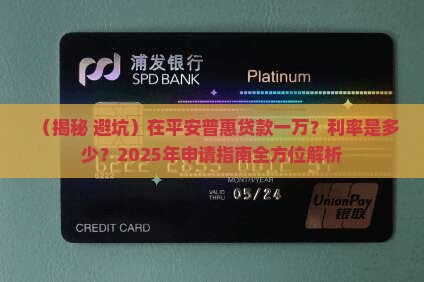 浦发银行
SPD BANK
Platinum
（揭秘 避坑）在平安普惠贷款一万？利率是多
少？2025年申请指南全方位解析
MONTH/YEAR
VALID
THRU
05/24
CREDIT CARD
UnionPay
银联